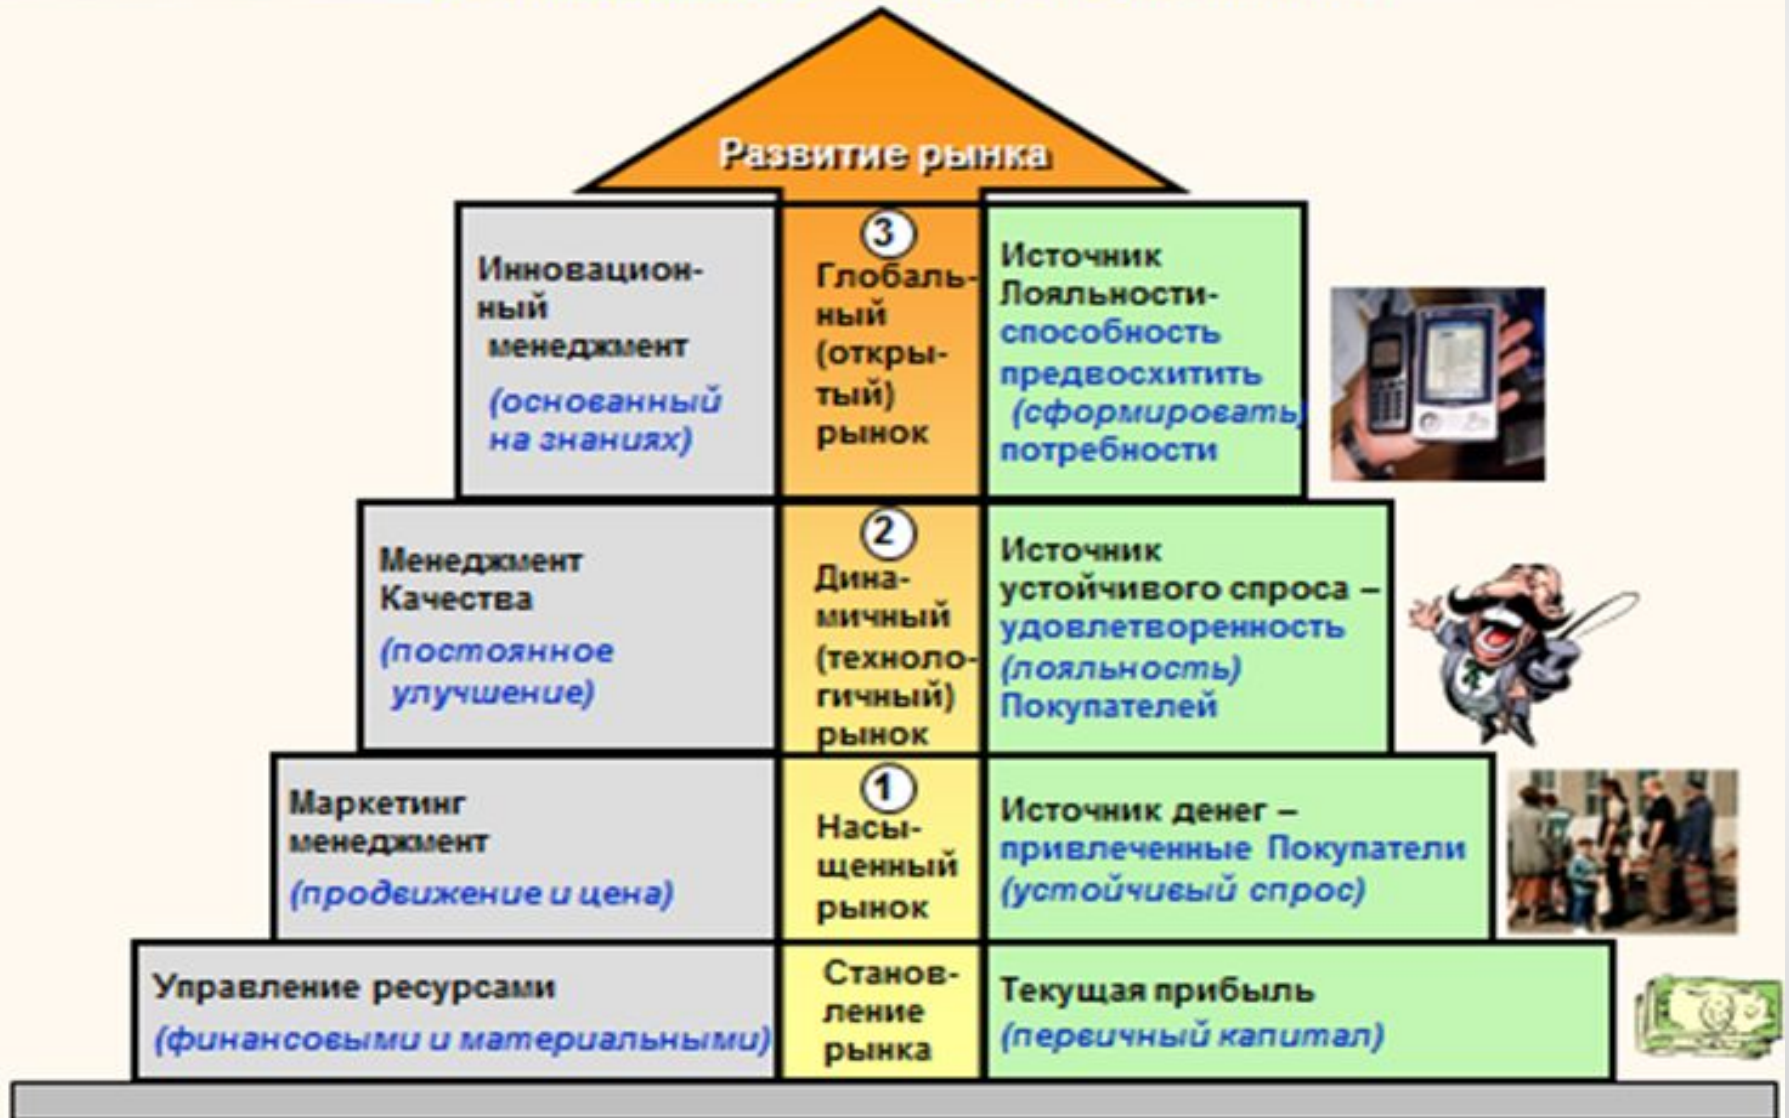 Развитие рынка
Инновацион-
ный
менеджмент
(основанный
на знаниях)
3
Глобаль-
ный
(откры-
тый)
рынок
Источник
Лояльности-
способность
предвосхитить
(сформировать)
потребности
Менеджмент
Качества
(постоянное
улучшение)
2
Дина-
мичный
(техноло-
гичный)
рынок
Источник
устойчивого спроса –
удовлетворенность
(лояльность)
Покупателей
Маркетинг
менеджмент
(продвижение и цена)
1
Насы-
щенный
рынок
Источник денег –
привлеченные Покупатели
(устойчивый спрос)
Управление ресурсами
(финансовыми и материальными)
Станов-
ление
рынка
Текущая прибыль
(первичный капитал)